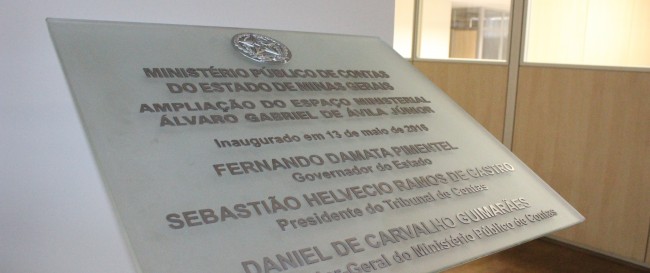 MINISTÉRIO PÚBLICO DE CONTAS
DO ESTADO DE MINAS GERAIS
AMPLIAÇÃO DO ESPAÇO MINISTERIAL
ÁLVARO GABRIEL DE ÁVILA JÚNIOR
Inaugurado em 13 de maio de 2016
FERNANDO DAMATA PIMENTEL
Governador do Estado
SEBASTIÃO HELVECIO RAMOS DE CASTRO
Presidente do Tribunal de Contas
DANIEL DE CARVALHO GUIMARÃES
Geral do Ministério Público de Contas